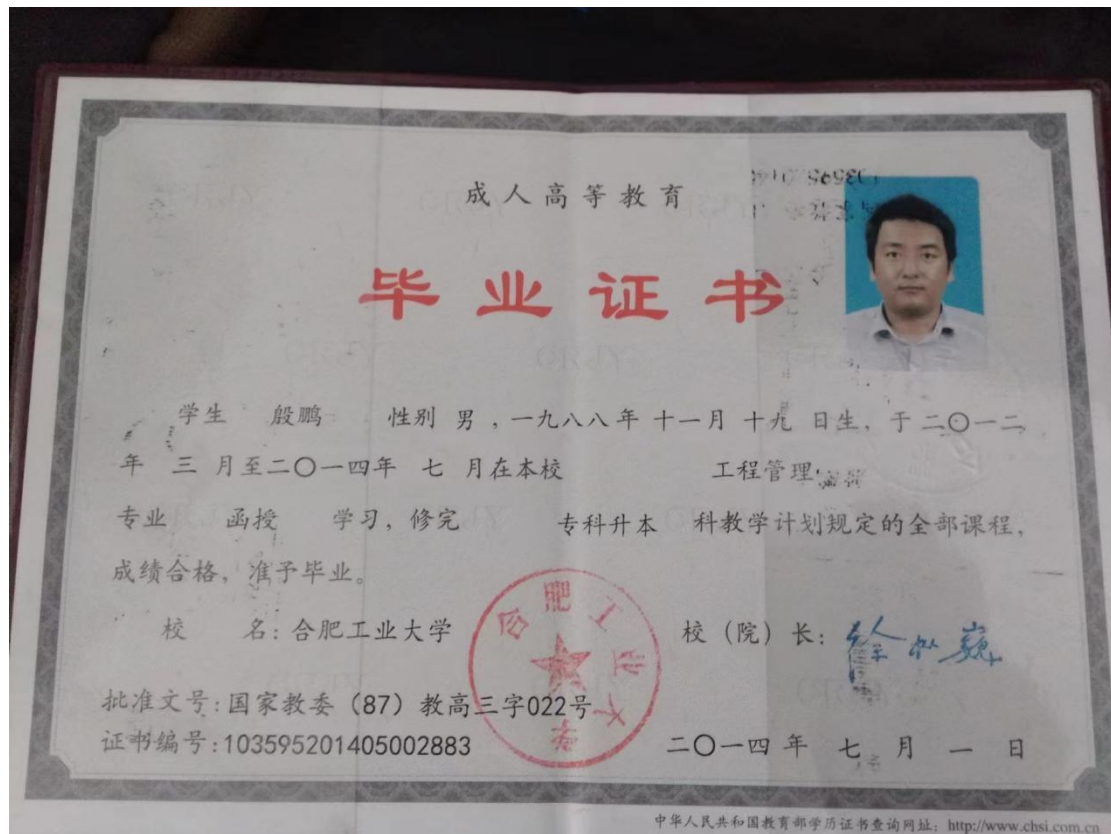 成人高等教育
毕业证书
学生 殷鹏 性别 男，一九八八年 十一月 十九 日生，于二〇一二
年 三 月至二〇一四年 七 月在本校 工程管理
专业 函授 学习，修完 专科升本 科教学计划规定的全部课程，
成绩合格，准予毕业。
校 名：合肥工业大学 校（院）长：
合肥工业大学
批准文号：国家教委（87）教高三字022号
证书编号：103595201405002883 二〇一四年 七 月 一 日
中华人民共和国教育部学历证书查询网址：http://www.chsi.com.cn